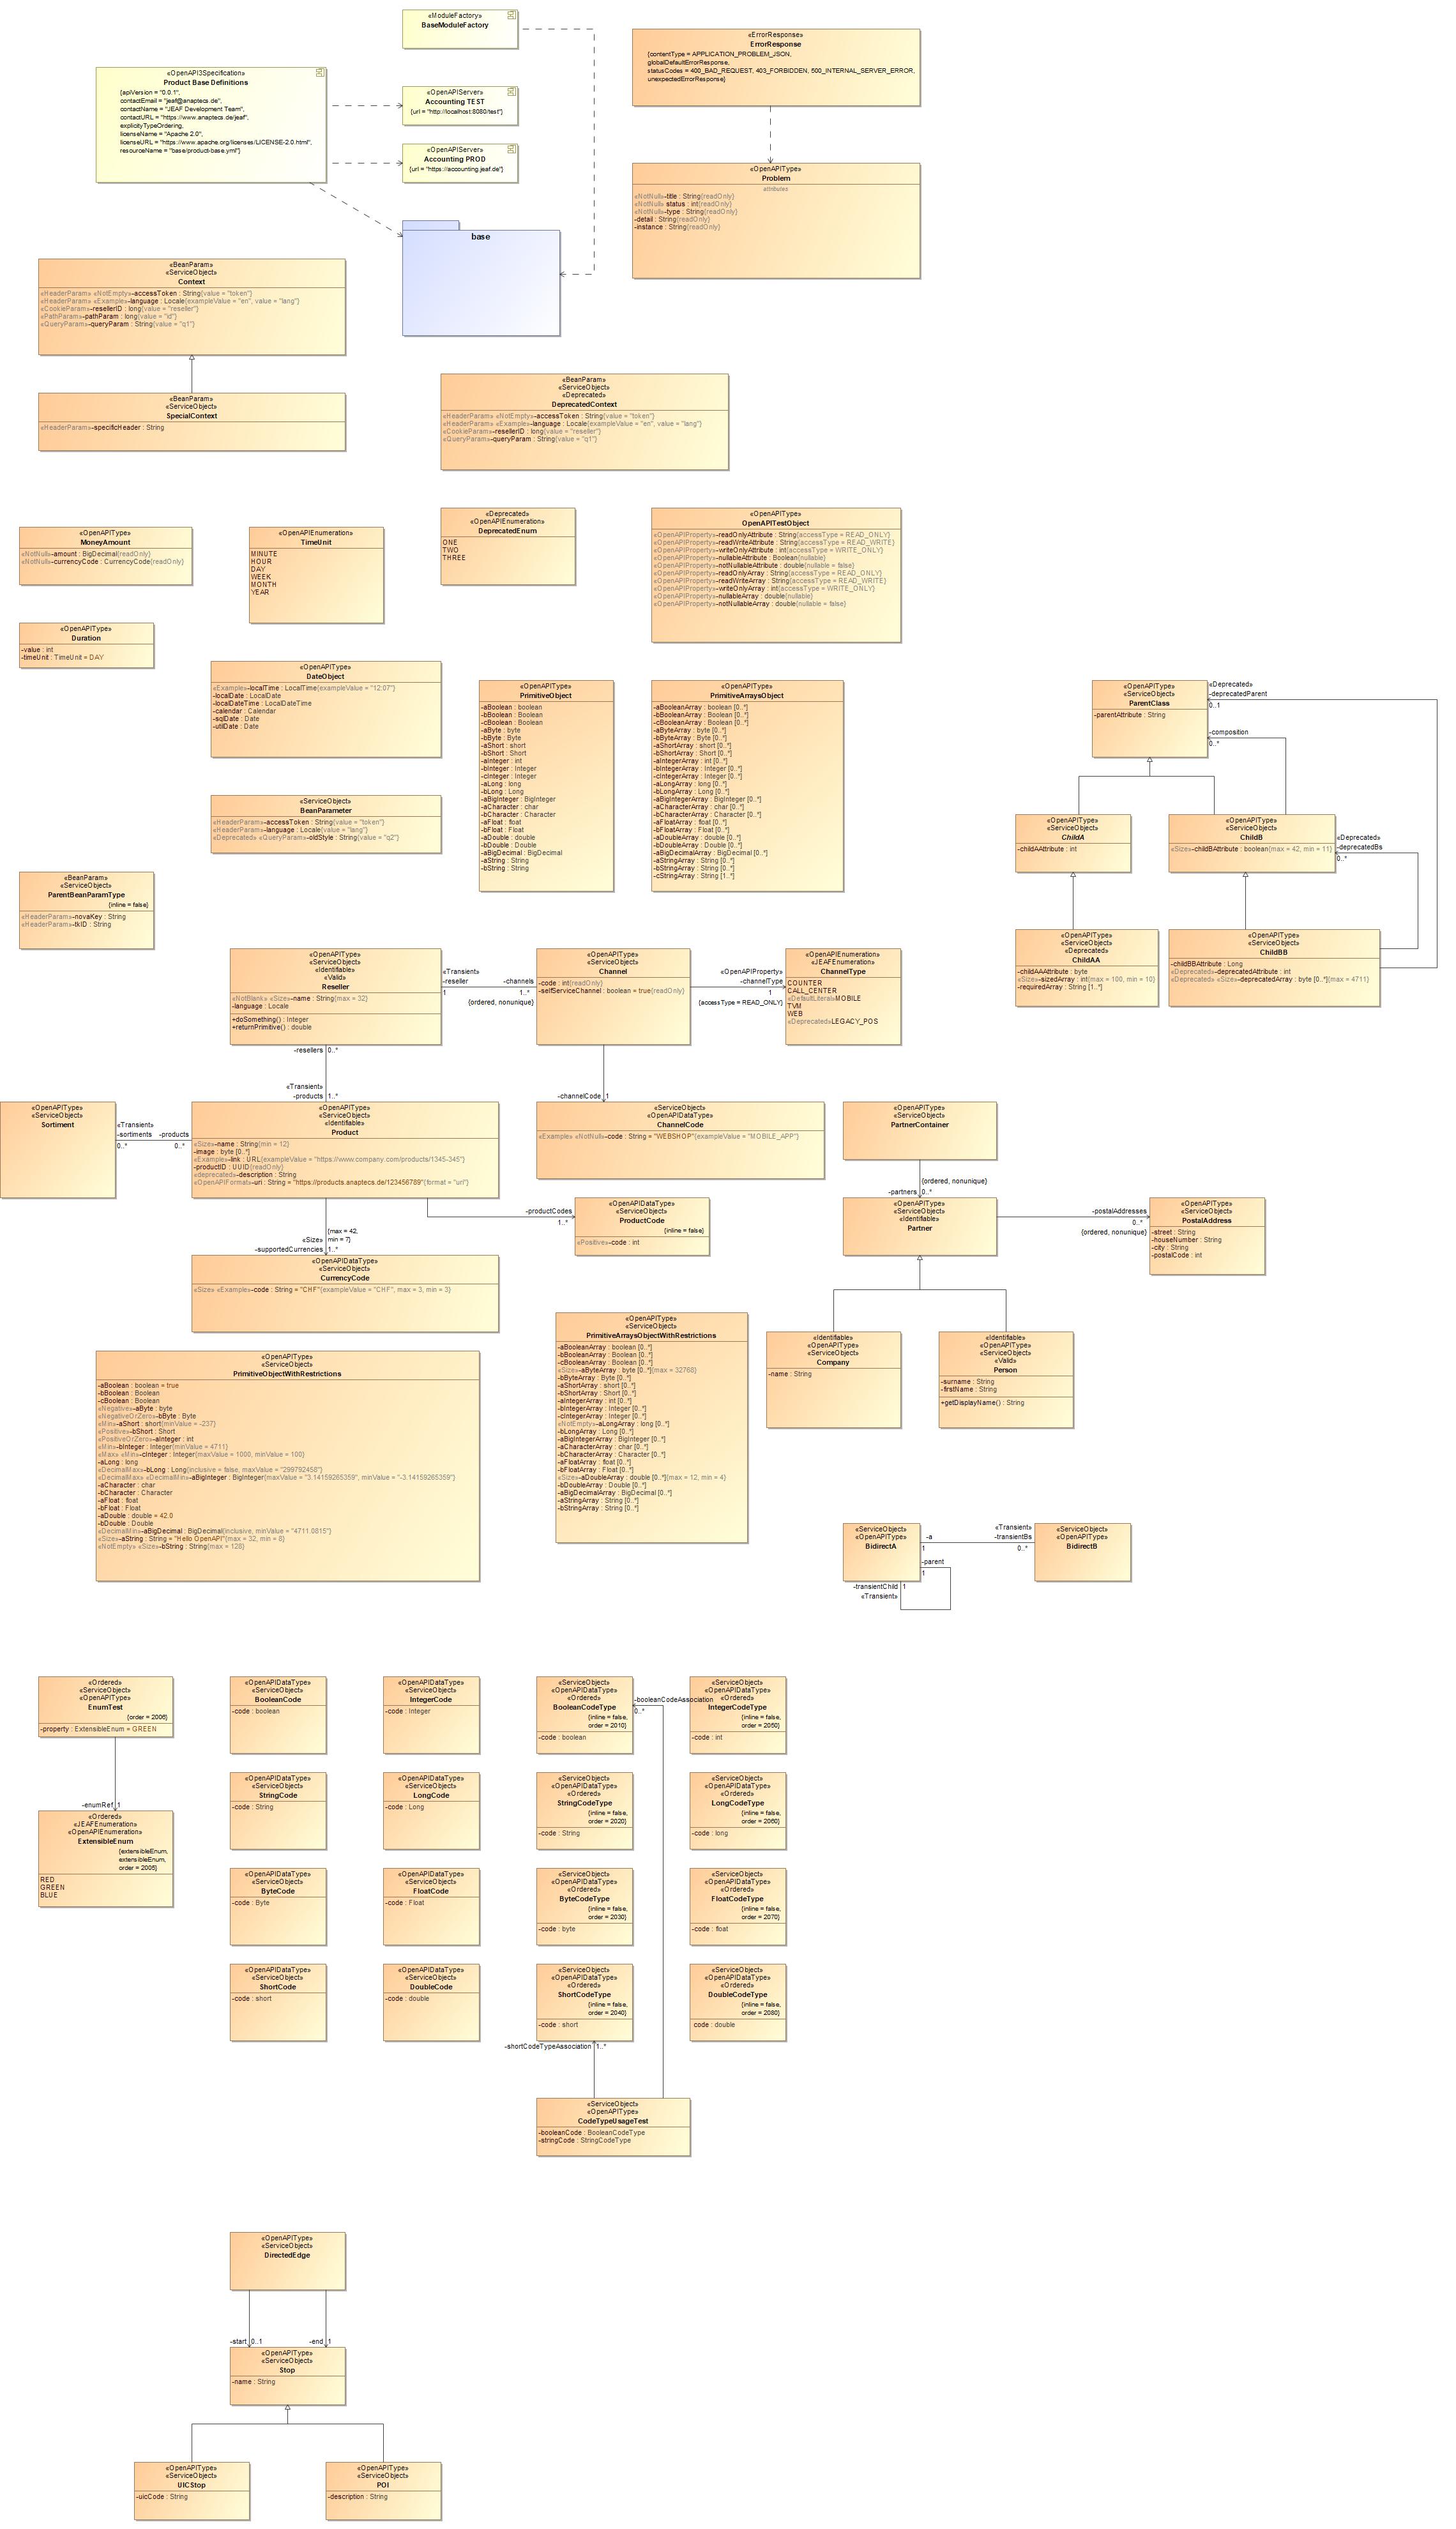 «ModuleFactory»
BaseModuleFactory
«ErrorResponse»
ErrorResponse
{contentType = APPLICATION_PROBLEM_JSON,
globalDefaultErrorResponse,
statusCodes = 400_BAD_REQUEST, 403_FORBIDDEN, 500_INTERNAL_SERVER_ERROR,
unexpectedErrorResponse}
«OpenAPI3Specification»
Product Base Definitions
{apiVersion = "0.0.1",
contactEmail = "jeaf@anaptecs.de",
contactName = "JEAF Development Team",
contactURL = "https://www.anaptecs.de/jeaf",
explicityTypeOrdering,
licenseName = "Apache 2.0",
licenseURL = "https://www.apache.org/licenses/LICENSE-2.0.html",
resourceName = "base/product-base.yml"}
«OpenAPIServer»
Accounting TEST
{url = "http://localhost:8080/test"}
«OpenAPIServer»
Accounting PROD
{url = "https://accounting.jeaf.de"}
«OpenAPIType»
Problem
attributes
«NotNull»-title : String{readOnly}
«NotNull» status : int{readOnly}
«NotNull»-type : String{readOnly}
-detail : String{readOnly}
-instance : String{readOnly}
base
«BeanParam»
«ServiceObject»
Context
«HeaderParam» «NotEmpty»-accessToken : String{value = "token"}
«HeaderParam» «Example»-language : Locale{exampleValue = "en", value = "lang"}
«CookieParam»-resellerID : long{value = "reseller"}
«PathParam»-pathParam : long{value = "id"}
«QueryParam»-queryParam : String{value = "q1"}
«BeanParam»
«ServiceObject»
SpecialContext
«HeaderParam»-specificHeader : String
«BeanParam»
«ServiceObject»
«Deprecated»
DeprecatedContext
«HeaderParam» «NotEmpty»-accessToken : String{value = "token"}
«HeaderParam» «Example»-language : Locale{exampleValue = "en", value = "lang"}
«CookieParam»-resellerID : long{value = "reseller"}
«QueryParam»-queryParam : String{value = "q1"}
«OpenAPIType»
MoneyAmount
«NotNull»-amount : BigDecimal{readOnly}
«NotNull»-currencyCode : CurrencyCode{readOnly}
«OpenAPIEnumeration»
TimeUnit
MINUTE
HOUR
DAY
WEEK
MONTH
YEAR
«Deprecated»
«OpenAPIEnumeration»
DeprecatedEnum
ONE
TWO
THREE
«OpenAPIType»
OpenAPITestObject
«OpenAPIProperty»-readOnlyAttribute : String{accessType = READ_ONLY}
«OpenAPIProperty»-readWriteAttribute : String{accessType = READ_WRITE}
«OpenAPIProperty»-writeOnlyAttribute : int{accessType = WRITE_ONLY}
«OpenAPIProperty»-nullableAttribute : Boolean{nullable}
«OpenAPIProperty»-notNullableAttribute : double{nullable = false}
«OpenAPIProperty»-readOnlyArray : String{accessType = READ_ONLY}
«OpenAPIProperty»-readWriteArray : String{accessType = READ_WRITE}
«OpenAPIProperty»-writeOnlyArray : int{accessType = WRITE_ONLY}
«OpenAPIProperty»-nullableArray : double{nullable}
«OpenAPIProperty»-notNullableArray : double{nullable = false}
«OpenAPIType»
Duration
-value : int
-timeUnit : TimeUnit = DAY
«OpenAPIType»
DateObject
«Example»-localTime : LocalTime{exampleValue = "12:07"}
-localDate : LocalDate
-localDateTime : LocalDateTime
-calendar : Calendar
-sqlDate : Date
-utilDate : Date
«OpenAPIType»
PrimitiveObject
-aBoolean : boolean
-bBoolean : Boolean
-cBoolean : Boolean
-aByte : byte
-bByte : Byte
-aShort : short
-bShort : Short
-aInteger : int
-bInteger : Integer
-cInteger : Integer
-aLong : long
-bLong : Long
-aBigInteger : BigInteger
-aCharacter : char
-bCharacter : Character
-aFloat : float
-bFloat : Float
-aDouble : double
-bDouble : Double
-aBigDecimal : BigDecimal
-aString : String
-bString : String
«OpenAPIType»
PrimitiveArraysObject
-aBooleanArray : boolean [0..*]
-bBooleanArray : Boolean [0..*]
-cBooleanArray : Boolean [0..*]
-aByteArray : byte [0..*]
-bByteArray : Byte [0..*]
-aShortArray : short [0..*]
-bShortArray : Short [0..*]
-aIntegerArray : int [0..*]
-bIntegerArray : Integer [0..*]
-cIntegerArray : Integer [0..*]
-aLongArray : long [0..*]
-bLongArray : Long [0..*]
-aBigIntegerArray : BigInteger [0..*]
-aCharacterArray : char [0..*]
-bCharacterArray : Character [0..*]
-aFloatArray : float [0..*]
-bFloatArray : Float [0..*]
-aDoubleArray : double [0..*]
-bDoubleArray : Double [0..*]
-aBigDecimalArray : BigDecimal [0..*]
-aStringArray : String [0..*]
-bStringArray : String [0..*]
-cStringArray : String [1..*]
«OpenAPIType»
«ServiceObject»
ParentClass
-parentAttribute : String
«Deprecated»
-deprecatedParent
0..1
-composition
0..*
«ServiceObject»
BeanParameter
«HeaderParam»-accessToken : String{value = "token"}
«HeaderParam»-language : Locale{value = "lang"}
«Deprecated» «QueryParam»-oldStyle : String{value = "q2"}
«OpenAPIType»
«ServiceObject»
ChildA
-childAAttribute : int
«OpenAPIType»
«ServiceObject»
ChildB
«Size»-childBAttribute : boolean{max = 42, min = 11}
«Deprecated»
-deprecatedBs
0..*
«BeanParam»
«ServiceObject»
ParentBeanParamType
{inline = false}
«HeaderParam»-novaKey : String
«HeaderParam»-tkID : String
«OpenAPIType»
«ServiceObject»
«Deprecated»
ChildAA
-childAAAttribute : byte
«Size»-sizedArray : int{max = 100, min = 10}
-requiredArray : String [1..*]
«OpenAPIType»
«ServiceObject»
ChildBB
-childBBAttribute : Long
«Deprecated»-deprecatedAttribute : int
«Deprecated» «Size»-deprecatedArray : byte [0..*]{max = 4711}
«OpenAPIType»
«ServiceObject»
«Identifiable»
«Valid»
Reseller
«NotBlank» «Size»-name : String{max = 32}
-language : Locale
+doSomething() : Integer
+returnPrimitive() : double
«Transient»
-reseller
1
-channels
1..*
{ordered, nonunique}
«OpenAPIType»
«ServiceObject»
Channel
-code : int{readOnly}
-selfServiceChannel : boolean = true{readOnly}
«OpenAPIProperty»
-channelType
1
{accessType = READ_ONLY}
«OpenAPIEnumeration»
«JEAFEnumeration»
ChannelType
COUNTER
CALL_CENTER
«DefaultLiteral»MOBILE
TVM
WEB
«Deprecated»LEGACY_POS
-resellers 0..*
«Transient»
-products 1..*
-channelCode 1
«OpenAPIType»
«ServiceObject»
Sortiment
«Transient»
-sortiments
0..*
-products
0..*
«OpenAPIType»
«ServiceObject»
«Identifiable»
Product
«Size»-name : String{min = 12}
-image : byte [0..*]
«Example»-link : URL{exampleValue = "https://www.company.com/products/1345-345"}
-productID : UUID{readOnly}
«deprecated»-description : String
«OpenAPIFormat»-uri : String = "https://products.anaptecs.de/123456789"{format = "url"}
«ServiceObject»
«OpenAPIDataType»
ChannelCode
«Example» «NotNull»-code : String = "WEBSHOP"{exampleValue = "MOBILE_APP"}
«OpenAPIType»
«ServiceObject»
PartnerContainer
{ordered, nonunique}
-partners 0..*
-productCodes
1..*
«OpenAPIDataType»
«ServiceObject»
ProductCode
{inline = false}
«Positive»-code : int
«OpenAPIType»
«ServiceObject»
«Identifiable»
Partner
-postalAddresses
0..*
{ordered, nonunique}
«OpenAPIType»
«ServiceObject»
PostalAddress
-street : String
-houseNumber : String
-city : String
-postalCode : int
{max = 42,
min = 7}
«Size»
-supportedCurrencies 1..*
«OpenAPIDataType»
«ServiceObject»
CurrencyCode
«Size» «Example»-code : String = "CHF"{exampleValue = "CHF", max = 3, min = 3}
«OpenAPIType»
«ServiceObject»
PrimitiveArraysObjectWithRestrictions
-aBooleanArray : boolean [0..*]
-bBooleanArray : Boolean [0..*]
-cBooleanArray : Boolean [0..*]
«Size»-aByteArray : byte [0..*]{max = 32768}
-bByteArray : Byte [0..*]
-aShortArray : short [0..*]
-bShortArray : Short [0..*]
-aIntegerArray : int [0..*]
-bIntegerArray : Integer [0..*]
-cIntegerArray : Integer [0..*]
«NotEmpty»-aLongArray : long [0..*]
-bLongArray : Long [0..*]
-aBigIntegerArray : BigInteger [0..*]
-aCharacterArray : char [0..*]
-bCharacterArray : Character [0..*]
-aFloatArray : float [0..*]
-bFloatArray : Float [0..*]
«Size»-aDoubleArray : double [0..*]{max = 12, min = 4}
-bDoubleArray : Double [0..*]
-aBigDecimalArray : BigDecimal [0..*]
-aStringArray : String [0..*]
-bStringArray : String [0..*]
«Identifiable»
«OpenAPIType»
«ServiceObject»
Company
-name : String
«Identifiable»
«OpenAPIType»
«ServiceObject»
«Valid»
Person
-surname : String
-firstName : String
+getDisplayName() : String
«OpenAPIType»
«ServiceObject»
PrimitiveObjectWithRestrictions
-aBoolean : boolean = true
-bBoolean : Boolean
-cBoolean : Boolean
«Negative»-aByte : byte
«NegativeOrZero»-bByte : Byte
«Min»-aShort : short{minValue = -237}
«Positive»-bShort : Short
«PositiveOrZero»-aInteger : int
«Min»-bInteger : Integer{minValue = 4711}
«Max» «Min»-cInteger : Integer{maxValue = 1000, minValue = 100}
-aLong : long
«DecimalMax»-bLong : Long{inclusive = false, maxValue = "299792458"}
«DecimalMax» «DecimalMin»-aBigInteger : BigInteger{maxValue = "3.14159265359", minValue = "-3.14159265359"}
-aCharacter : char
-bCharacter : Character
-aFloat : float
-bFloat : Float
-aDouble : double = 42.0
-bDouble : Double
«DecimalMin»-aBigDecimal : BigDecimal{inclusive, minValue = "4711.0815"}
«Size»-aString : String = "Hello OpenAPI"{max = 32, min = 8}
«NotEmpty» «Size»-bString : String{max = 128}
«ServiceObject»
«OpenAPIType»
BidirectA
-a
1
«Transient»
-transientBs
0..*
«ServiceObject»
«OpenAPIType»
BidirectB
-parent
1
-transientChild 1
«Transient»
«Ordered»
«ServiceObject»
«OpenAPIType»
EnumTest
{order = 2006}
-property : ExtensibleEnum = GREEN
-enumRef 1
«Ordered»
«JEAFEnumeration»
«OpenAPIEnumeration»
ExtensibleEnum
{extensibleEnum,
extensibleEnum,
order = 2005}
RED
GREEN
BLUE
«OpenAPIDataType»
«ServiceObject»
BooleanCode
-code : boolean
«OpenAPIDataType»
«ServiceObject»
IntegerCode
-code : Integer
«ServiceObject»
«OpenAPIDataType»
«Ordered»
BooleanCodeType
{inline = false,
order = 2010}
-code : boolean
-booleanCodeAssociation
0..*
«ServiceObject»
«OpenAPIDataType»
«Ordered»
IntegerCodeType
{inline = false,
order = 2050}
-code : int
«OpenAPIDataType»
«ServiceObject»
StringCode
-code : String
«OpenAPIDataType»
«ServiceObject»
LongCode
-code : Long
«ServiceObject»
«OpenAPIDataType»
«Ordered»
StringCodeType
{inline = false,
order = 2020}
-code : String
«ServiceObject»
«OpenAPIDataType»
«Ordered»
LongCodeType
{inline = false,
order = 2060}
-code : long
«OpenAPIDataType»
«ServiceObject»
ByteCode
-code : Byte
«OpenAPIDataType»
«ServiceObject»
FloatCode
-code : Float
«ServiceObject»
«OpenAPIDataType»
«Ordered»
ByteCodeType
{inline = false,
order = 2030}
-code : byte
«ServiceObject»
«OpenAPIDataType»
«Ordered»
FloatCodeType
{inline = false,
order = 2070}
-code : float
«OpenAPIDataType»
«ServiceObject»
ShortCode
-code : short
«OpenAPIDataType»
«ServiceObject»
DoubleCode
-code : double
«ServiceObject»
«OpenAPIDataType»
«Ordered»
ShortCodeType
{inline = false,
order = 2040}
-code : short
«ServiceObject»
«OpenAPIDataType»
«Ordered»
DoubleCodeType
{inline = false,
order = 2080}
code : double
-shortCodeTypeAssociation 1..*
«ServiceObject»
«OpenAPIType»
CodeTypeUsageTest
-booleanCode : BooleanCodeType
-stringCode : StringCodeType
«OpenAPIType»
«ServiceObject»
DirectedEdge
-start 0..1
-end 1
«OpenAPIType»
«ServiceObject»
Stop
-name : String
«OpenAPIType»
«ServiceObject»
UICStop
-uicCode : String
«OpenAPIType»
«ServiceObject»
POI
-description : String